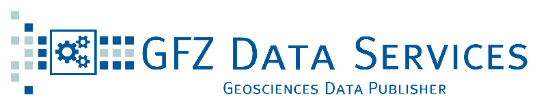 GFZ Data Services
Geosciences Data Publisher